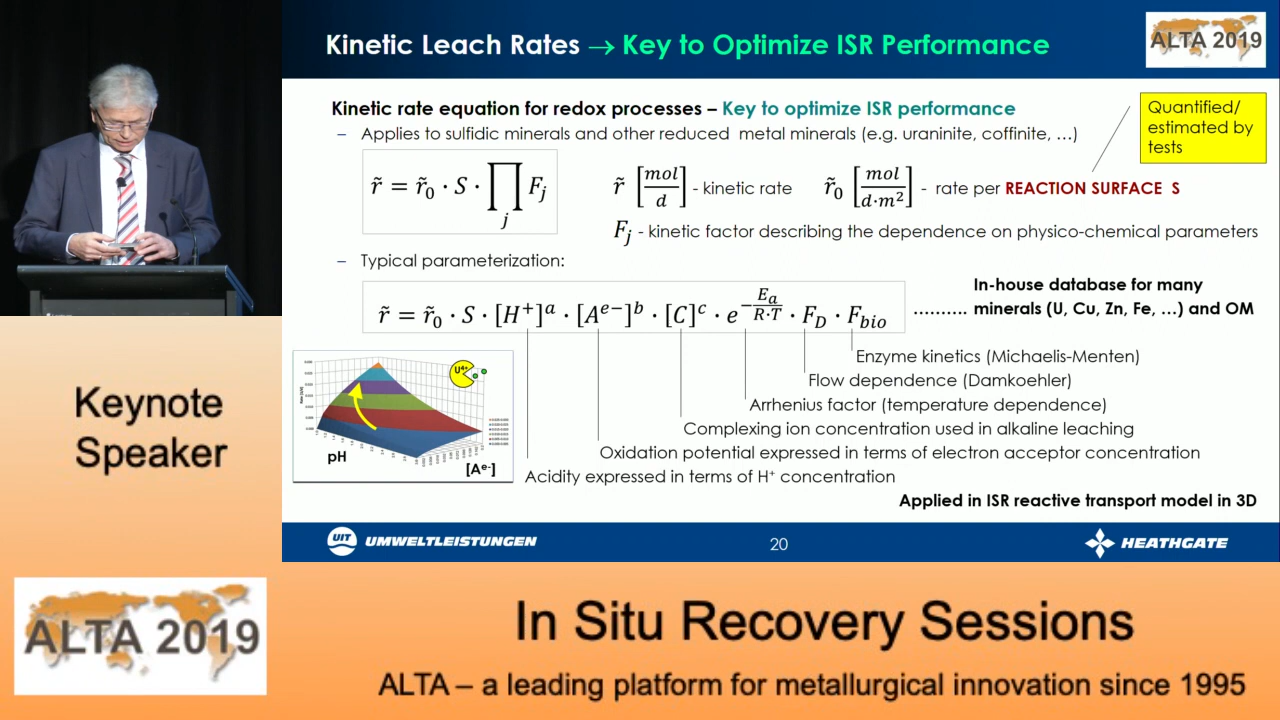 Kinetic Leach Rates → Key to Optimize ISR Performance
ALTA 2019
Kinetic rate equation for redox processes – Key to optimize ISR performance
Quantified/
estimated by
tests
– Applies to sulfidic minerals and other reduced metal minerals (e.g. uraninite, coffinite, …)
r̃ = r̃₀ · S · ∏ⱼ Fⱼ
r̃ [mol/d] - kinetic rate r̃₀ [mol/d·m²] - rate per REACTION SURFACE S
Fⱼ - kinetic factor describing the dependence on physico-chemical parameters
– Typical parameterization:
r̃ = r̃₀ · S · [H⁺]ᵃ · [Aᵉ⁻]ᵇ · [C]ᶜ · e^(−Eₐ/(R·T)) · F_D · F_bio
In-house database for many
.......... minerals (U, Cu, Zn, Fe, …) and OM
Enzyme kinetics (Michaelis-Menten)
Flow dependence (Damkoehler)
Arrhenius factor (temperature dependence)
Complexing ion concentration used in alkaline leaching
Oxidation potential expressed in terms of electron acceptor concentration
Acidity expressed in terms of H⁺ concentration
U⁴⁺
pH
[Aᵉ⁻]
Applied in ISR reactive transport model in 3D
UIT UMWELTLEISTUNGEN
20
HEATHGATE
Keynote
Speaker
ALTA 2019
In Situ Recovery Sessions
ALTA – a leading platform for metallurgical innovation since 1995